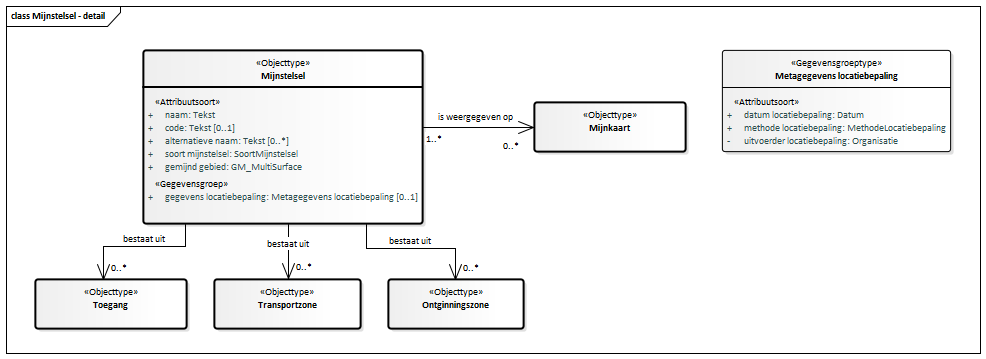 class Mijnstelsel - detail
«Objecttype»
Mijnstelsel
«Attribuutsoort»
+ naam: Tekst
+ code: Tekst [0..1]
+ alternatieve naam: Tekst [0..*]
+ soort mijnstelsel: SoortMijnstelsel
+ gemijnd gebied: GM_MultiSurface
«Gegevensgroep»
+ gegevens locatiebepaling: Metagegevens locatiebepaling [0..1]
is weergegeven op
1..*
0..*
«Objecttype»
Mijnkaart
«Gegevensgroeptype»
Metagegevens locatiebepaling
«Attribuutsoort»
+ datum locatiebepaling: Datum
+ methode locatiebepaling: MethodeLocatiebepaling
- uitvoerder locatiebepaling: Organisatie
bestaat uit
0..*
bestaat uit
0..*
bestaat uit
0..*
«Objecttype»
Toegang
«Objecttype»
Transportzone
«Objecttype»
Ontginningszone